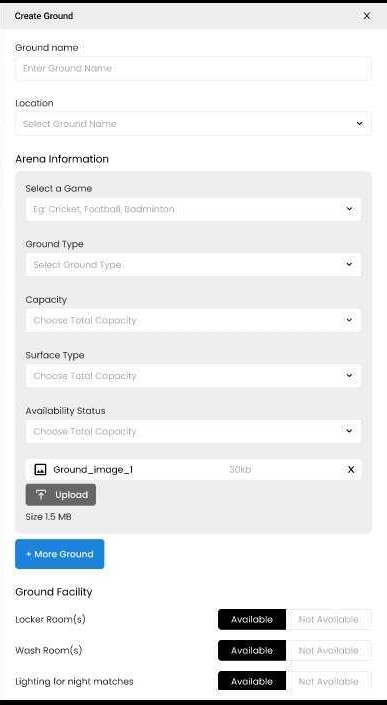 Create Ground X
Ground name
Enter Ground Name
Location
Select Ground Name
Arena Information
Select a Game
Eg: Cricket, Football, Badminton
Ground Type
Select Ground Type
Capacity
Choose Total Capacity
Surface Type
Choose Total Capacity
Availability Status
Choose Total Capacity
Ground_image_1 30kb X
Upload
Size 1.5 MB
+ More Ground
Ground Facility
Locker Room(s) Available Not Available
Wash Room(s) Available Not Available
Lighting for night matches Available Not Available